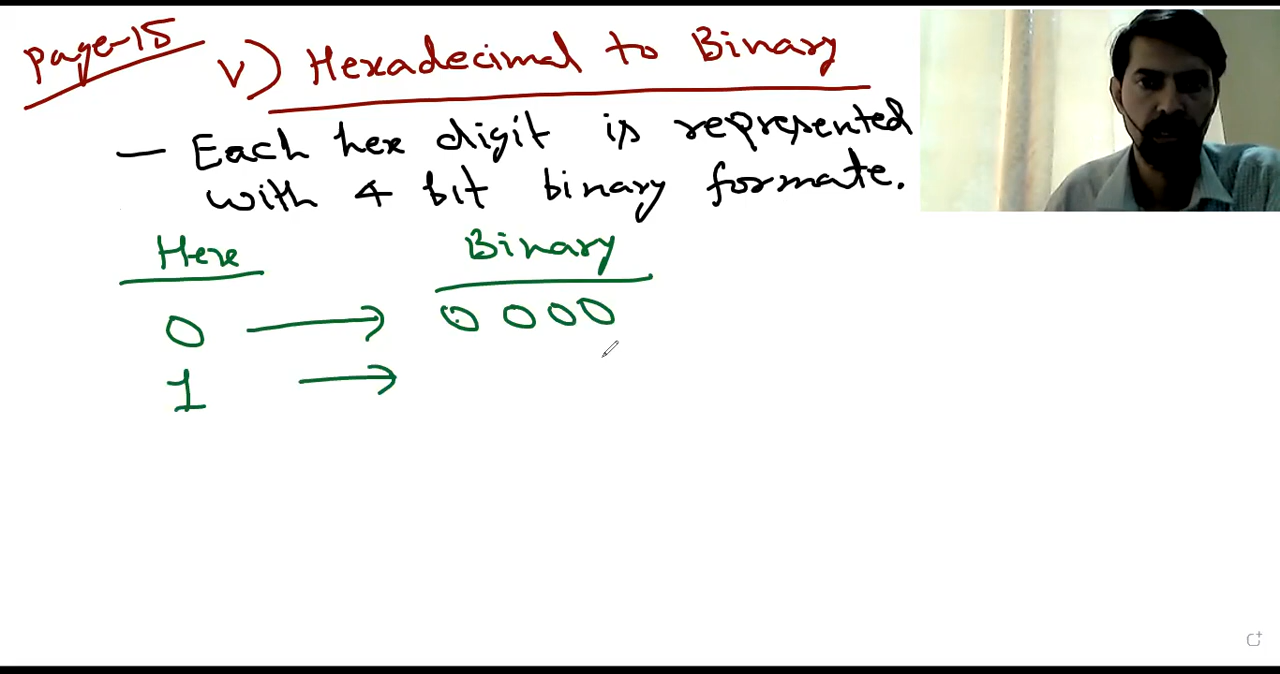 Page-15
v) Hexadecimal to Binary
— Each hex digit is represented
with 4 bit binary formate.
Hexe Binary
0 → 0 0 0 0
1 →